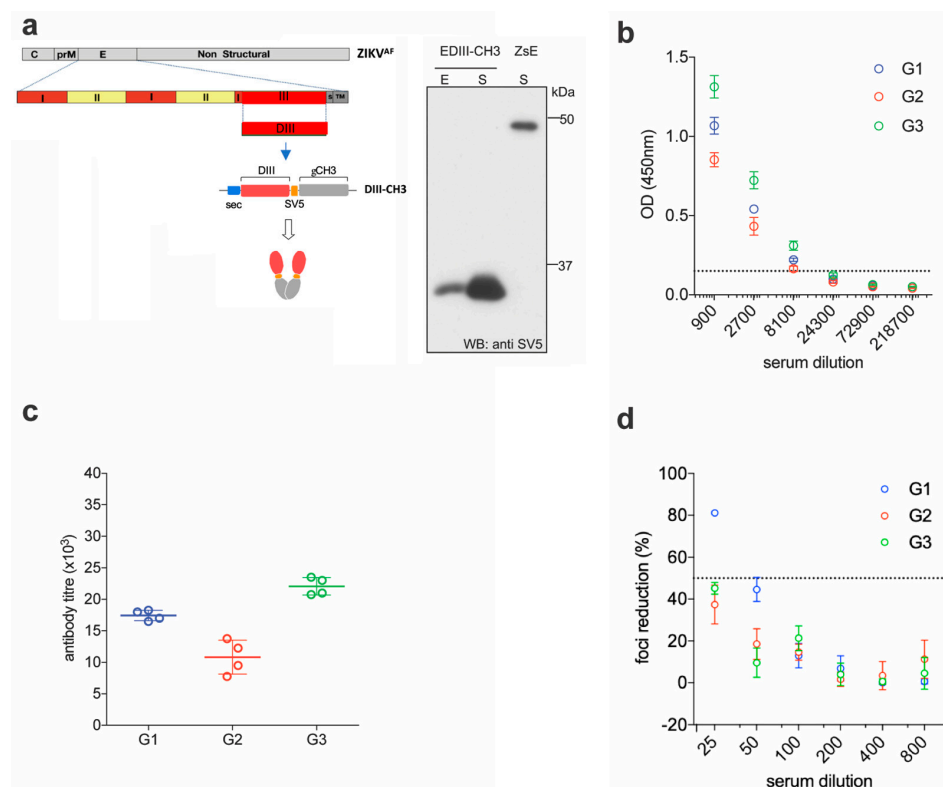 a
C prM E Non Structural ZIKVᴬᶠ
I II I II I III s TM
DIII
DIII gCH3
DIII-CH3
sec SV5
EDIII-CH3 ZsE
E S S
kDa
50
37
WB: anti SV5
b
G1
G2
G3
OD (450nm)
1.5
1.0
0.5
0.0
900 2700 8100 24300 72900 218700
serum dilution
c
antibody titre (x10³)
40
35
30
25
20
15
10
5
0
G1 G2 G3
d
G1
G2
G3
foci reduction (%)
100
80
60
40
20
0
-20
25 50 100 200 400 800
serum dilution